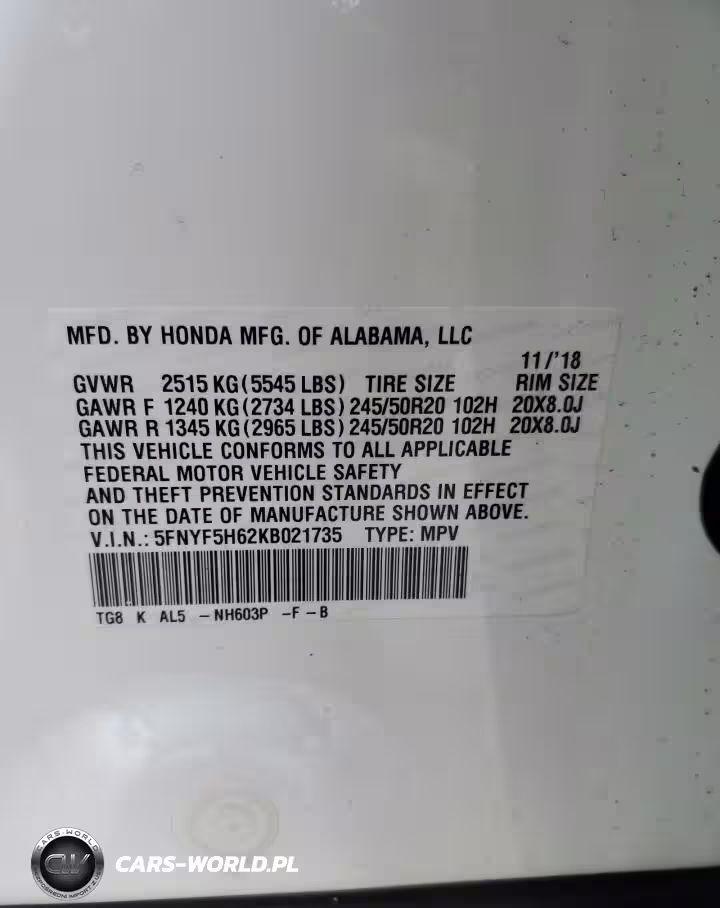 MFD. BY HONDA MFG. OF ALABAMA, LLC
11/'18
GVWR 2515 KG(5545 LBS) TIRE SIZE RIM SIZE
GAWR F 1240 KG(2734 LBS) 245/50R20 102H 20X8.0J
GAWR R 1345 KG(2965 LBS) 245/50R20 102H 20X8.0J
THIS VEHICLE CONFORMS TO ALL APPLICABLE
FEDERAL MOTOR VEHICLE SAFETY
AND THEFT PREVENTION STANDARDS IN EFFECT
ON THE DATE OF MANUFACTURE SHOWN ABOVE.
V.I.N.: 5FNYF5H62KB021735 TYPE: MPV
TG8 K AL5 -NH603P -F-B
CARS-WORLD
CW
CARS-WORLD.PL